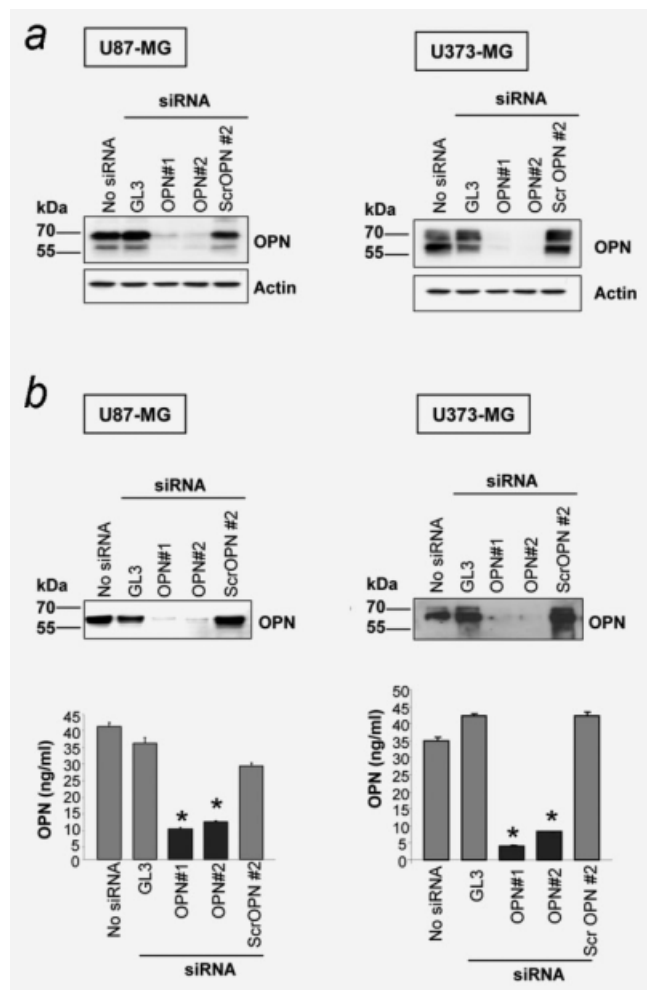 a
U87-MG
siRNA
No siRNA
GL3
OPN#1
OPN#2
ScrOPN #2
kDa
70
55
OPN
Actin
U373-MG
siRNA
No siRNA
GL3
OPN#1
OPN#2
Scr OPN #2
kDa
70
55
OPN
Actin
b
U87-MG
siRNA
No siRNA
GL3
OPN#1
OPN#2
ScrOPN #2
kDa
70
55
OPN
OPN (ng/ml)
45
40
35
30
25
20
15
10
5
0
*
*
No siRNA
GL3
OPN#1
OPN#2
ScrOPN #2
siRNA
U373-MG
siRNA
No siRNA
GL3
OPN#1
OPN#2
ScrOPN #2
kDa
70
55
OPN
OPN (ng/ml)
50
45
40
35
30
25
20
15
10
5
0
*
*
No siRNA
GL3
OPN#1
OPN#2
Scr OPN #2
siRNA